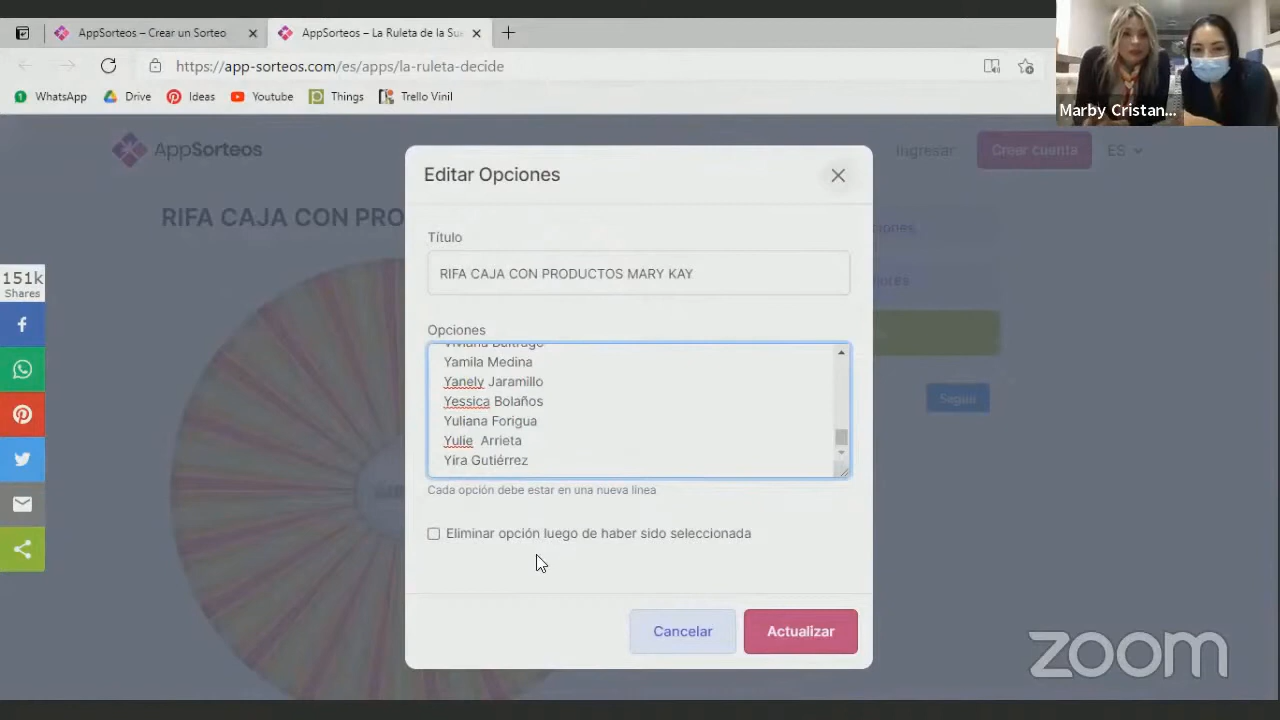 AppSorteos – Crear un Sorteo
AppSorteos – La Ruleta de la Sue
https://app-sorteos.com/es/apps/la-ruleta-decide
WhatsApp
Drive
Ideas
Youtube
Things
Trello Vinil
Marby Cristan...
AppSorteos
Ingresar
Crear cuenta
ES
RIFA CAJA CON PRO
Editar Opciones
Título
RIFA CAJA CON PRODUCTOS MARY KAY
Opciones
Yamila Medina
Yanely Jaramillo
Yessica Bolaños
Yuliana Forigua
Yulie Arrieta
Yira Gutiérrez
Cada opción debe estar en una nueva línea
Eliminar opción luego de haber sido seleccionada
Cancelar
Actualizar
151k
Shares
Seguir
zoom